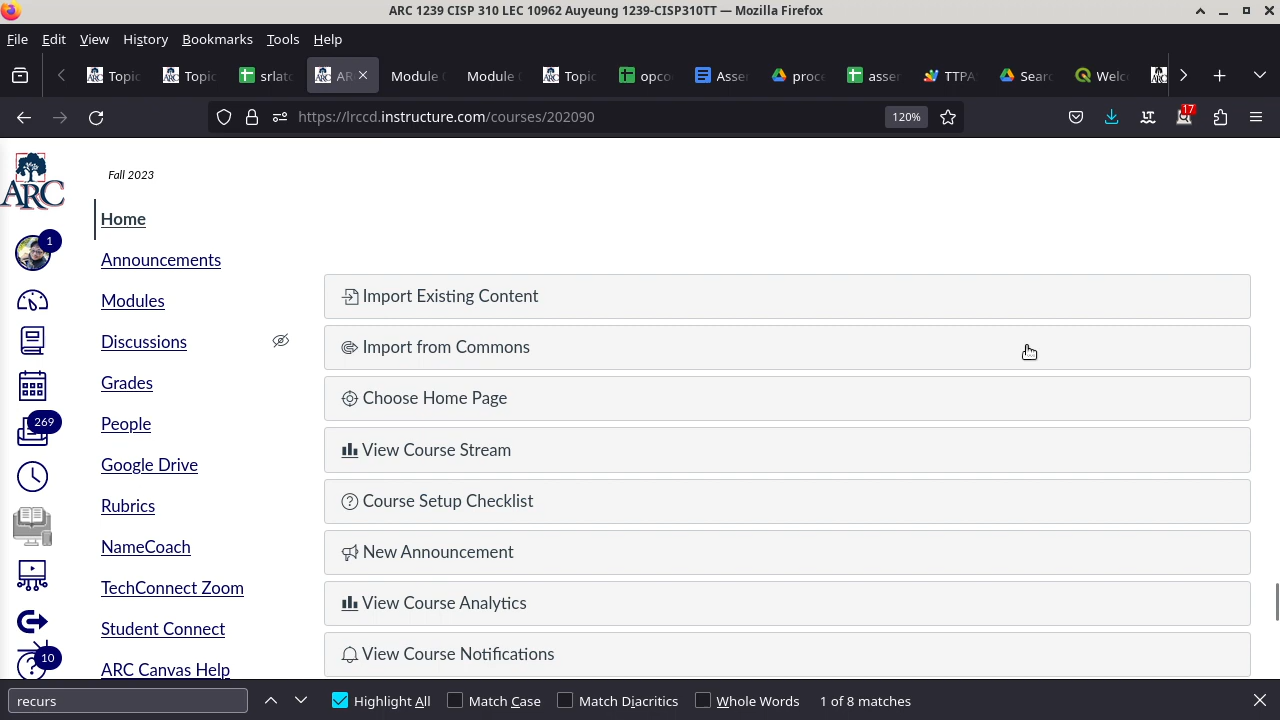 ARC 1239 CISP 310 LEC 10962 Auyeung 1239-CISP310TT — Mozilla Firefox
File Edit View History Bookmarks Tools Help
Topic Topic srlatc AR Module Module Topic opco Asse proce asser TTPA Searc Welc
https://lrccd.instructure.com/courses/202090 120% 17
ARC
Fall 2023
Home
1
Announcements
Import Existing Content
Modules
Discussions
Import from Commons
Grades
Choose Home Page
People
269
View Course Stream
Google Drive
Rubrics
Course Setup Checklist
NameCoach
New Announcement
TechConnect Zoom
View Course Analytics
Student Connect
10
View Course Notifications
ARC Canvas Help
recurs Highlight All Match Case Match Diacritics Whole Words 1 of 8 matches